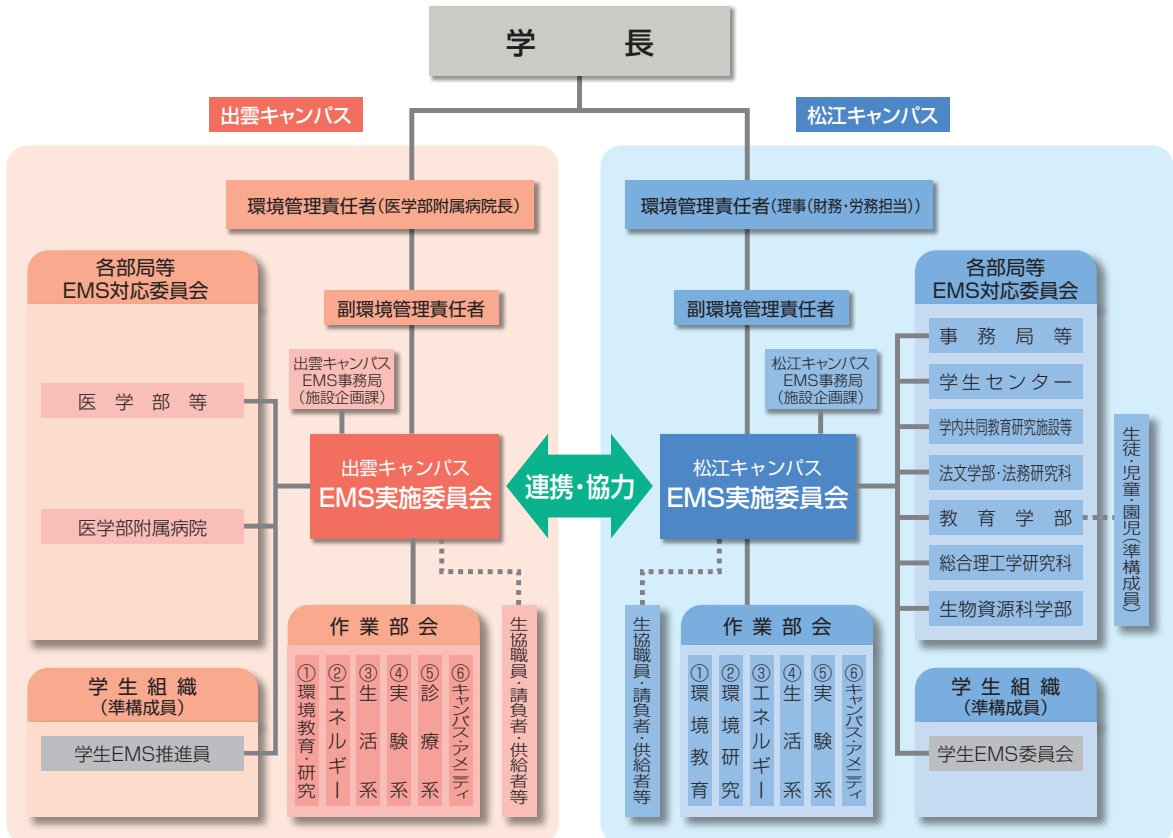 学長
出雲キャンパス
環境管理責任者(医学部附属病院長)
各部局等
EMS対応委員会
医学部等
医学部附属病院
副環境管理責任者
出雲キャンパス
EMS事務局
(施設企画課)
出雲キャンパス
EMS実施委員会
連携・協力
作業部会
①環境教育・研究
②エネルギー
③生活系
④実験系
⑤診療系
⑥キャンパス・アメニティ
生協職員・請負者・供給者等
学生組織
(準構成員)
学生EMS推進員
松江キャンパス
環境管理責任者(理事(財務・労務担当))
副環境管理責任者
松江キャンパス
EMS事務局
(施設企画課)
松江キャンパス
EMS実施委員会
各部局等
EMS対応委員会
事務局等
学生センター
学内共同教育研究施設等
法文学部・法務研究科
教育学部
総合理工学研究科
生物資源科学部
生徒・児童・園児(準構成員)
生協職員・請負者・供給者等
作業部会
①環境教育
②環境研究
③エネルギー
④生活系
⑤実験系
⑥キャンパス・アメニティ
学生組織
(準構成員)
学生EMS委員会